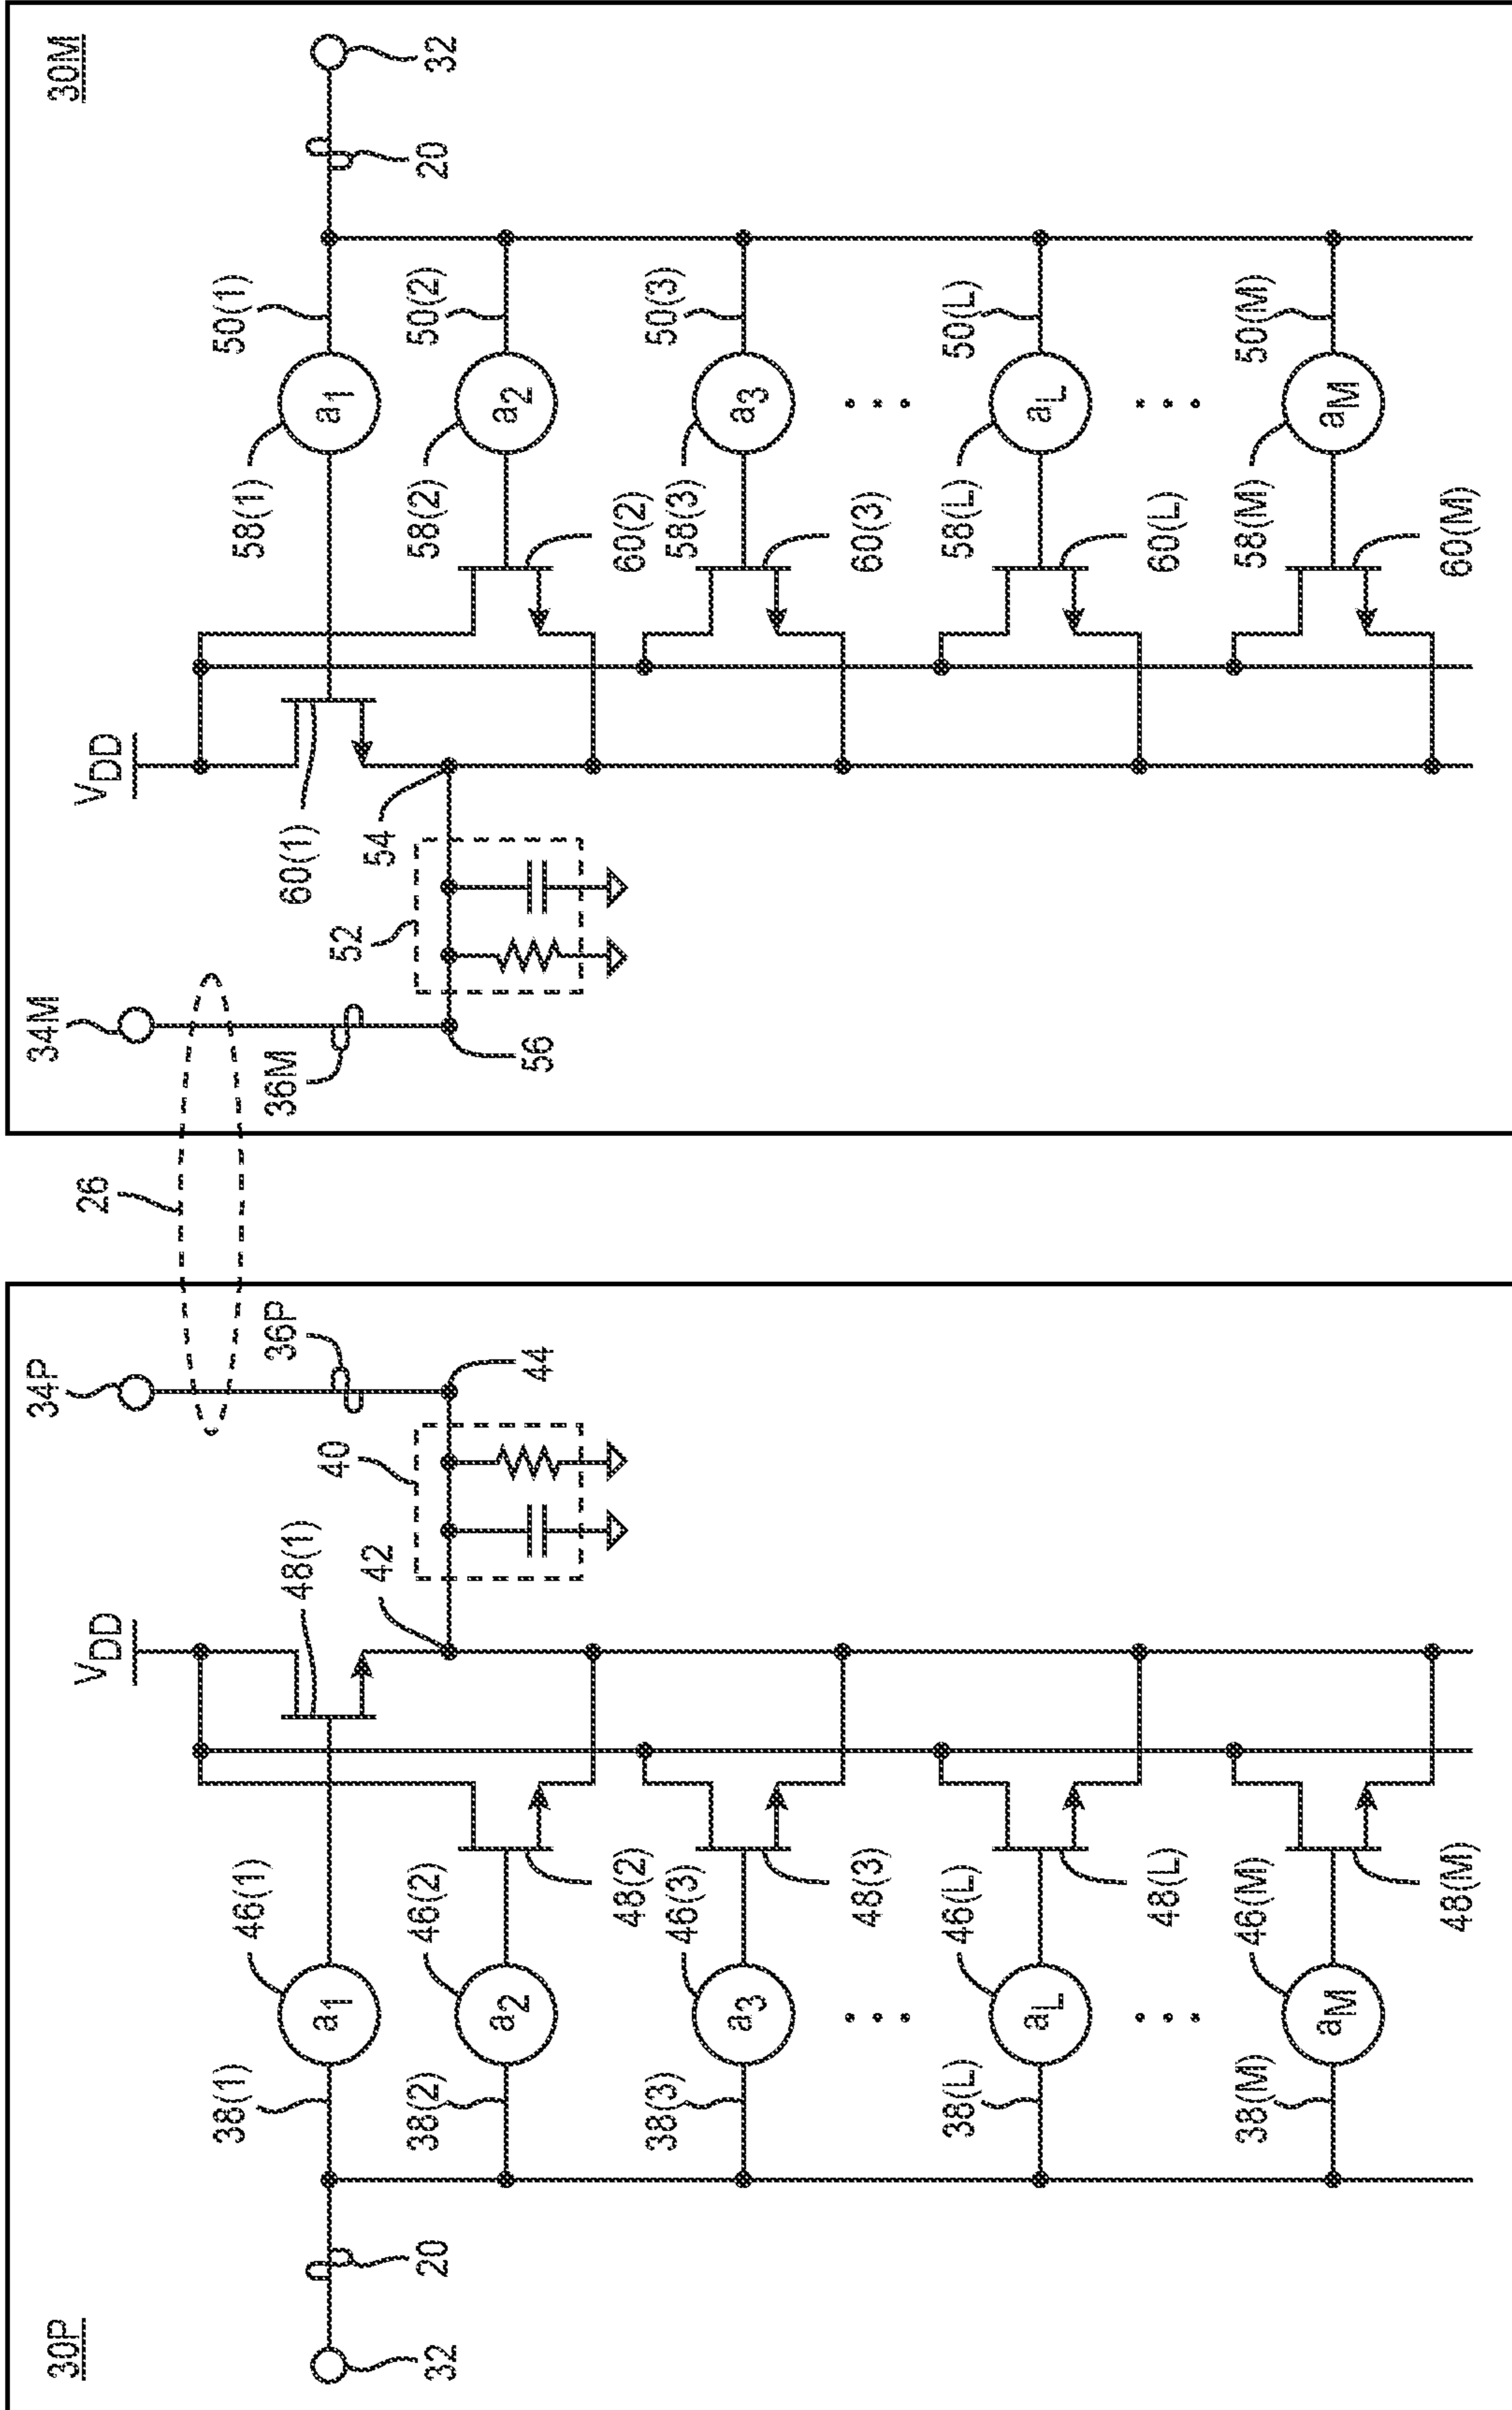 30P
32
20
38(1)
46(1)
a1
38(2)
46(2)
a2
48(2)
38(3)
46(3)
a3
48(3)
38(L)
46(L)
aL
48(L)
38(M)
46(M)
aM
48(M)
VDD
48(1)
42
40
44
34P
36P
26
30M
34M
36M
56
52
54
VDD
60(1)
58(1)
a1
50(1)
20
32
60(2)
58(2)
a2
50(2)
60(3)
58(3)
a3
50(3)
60(L)
58(L)
aL
50(L)
60(M)
58(M)
aM
50(M)